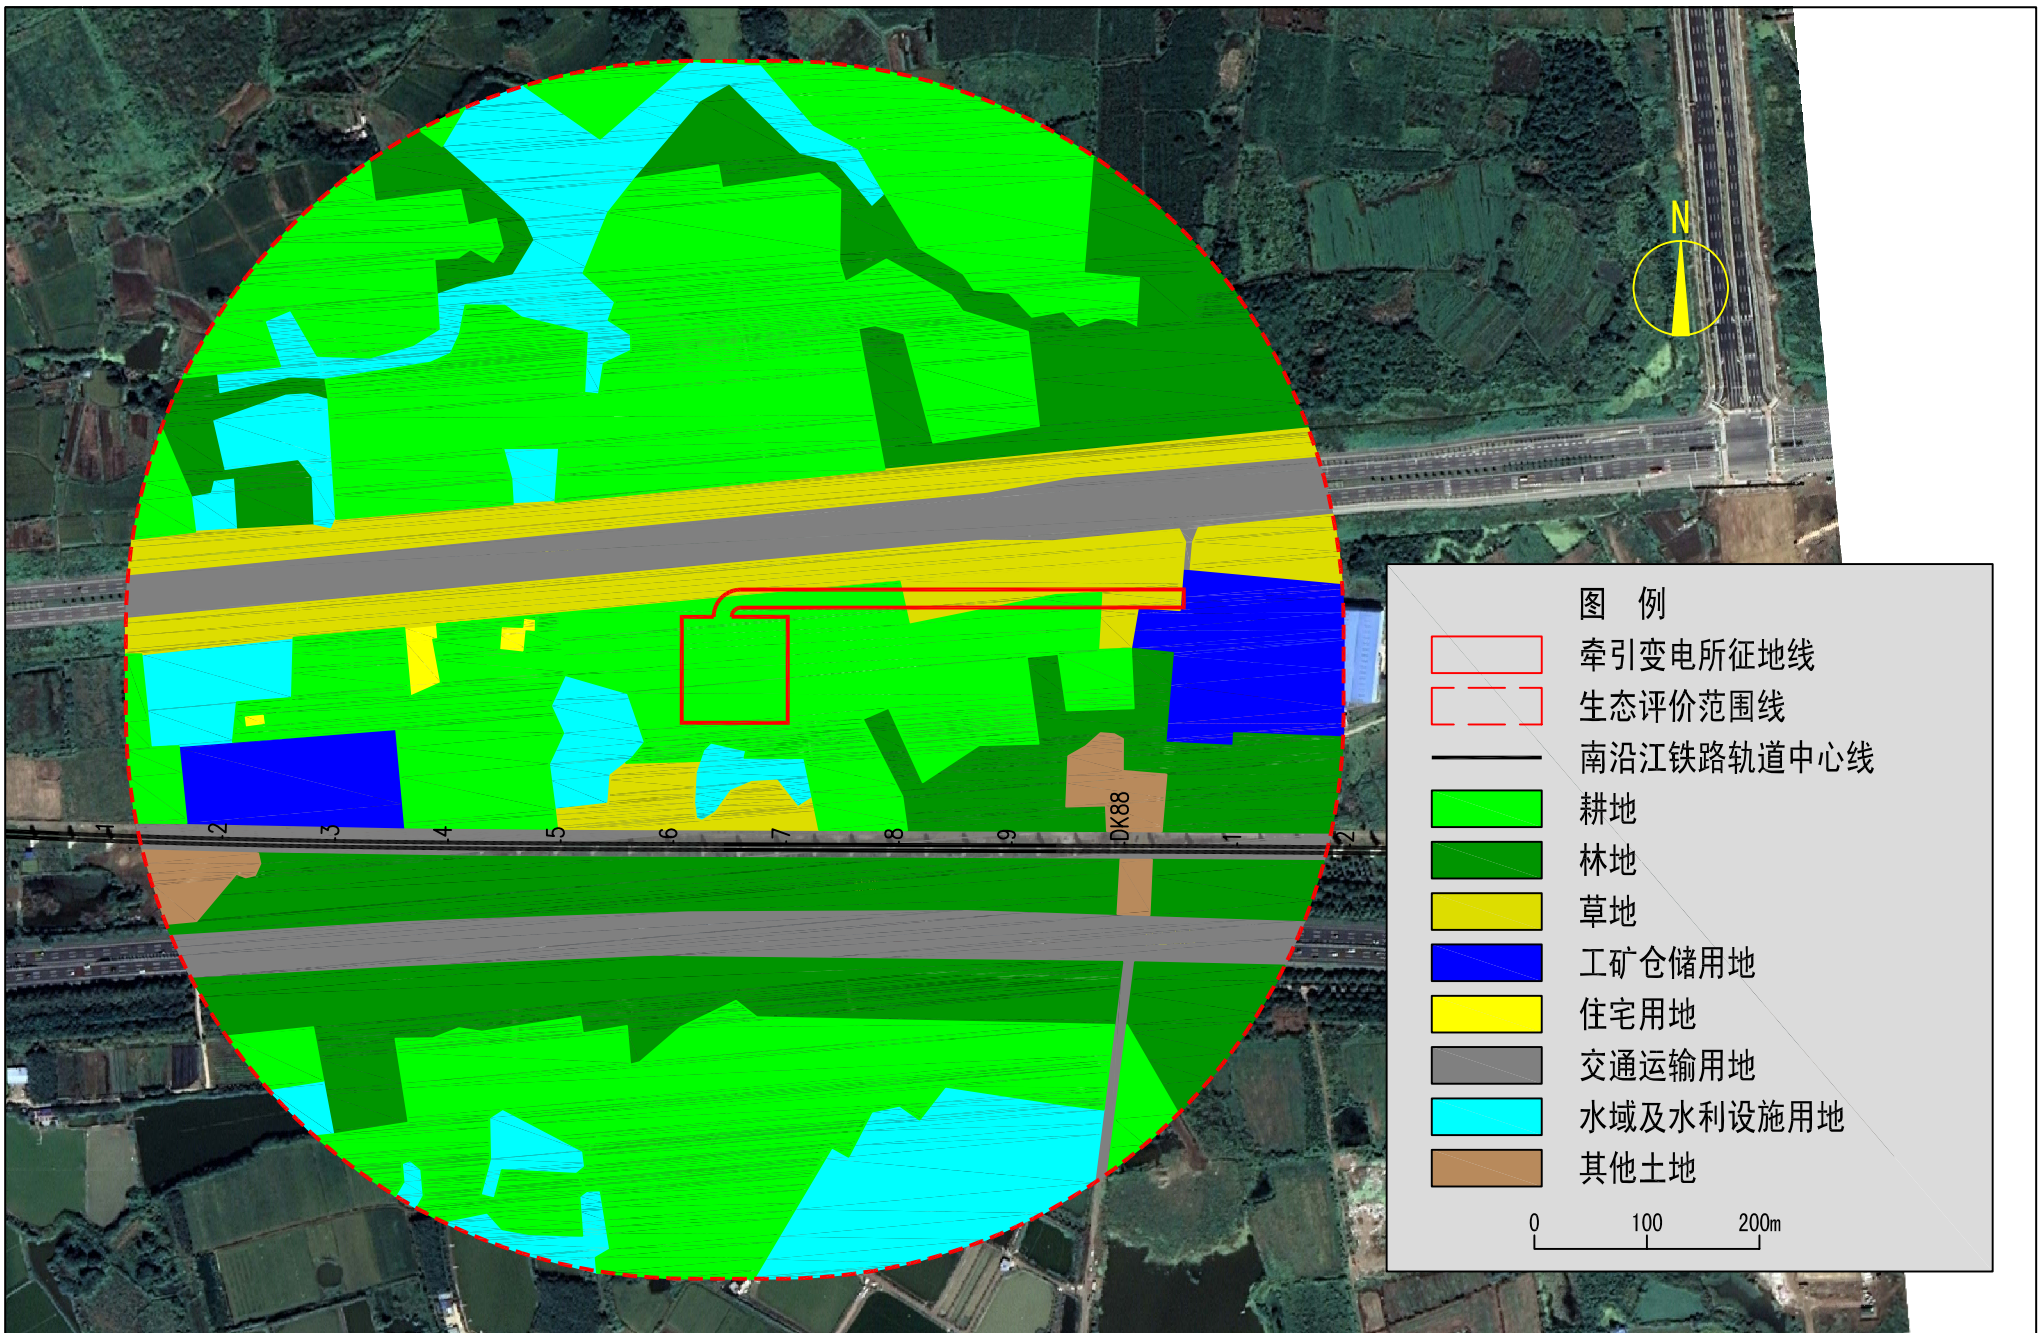 N
图 例
牵引变电所征地线
生态评价范围线
南沿江铁路轨道中心线
耕地
林地
草地
工矿仓储用地
住宅用地
交通运输用地
水域及水利设施用地
其他土地
0 100 200m
1 2 3 4 5 6 7 8 9 DK88 1 2